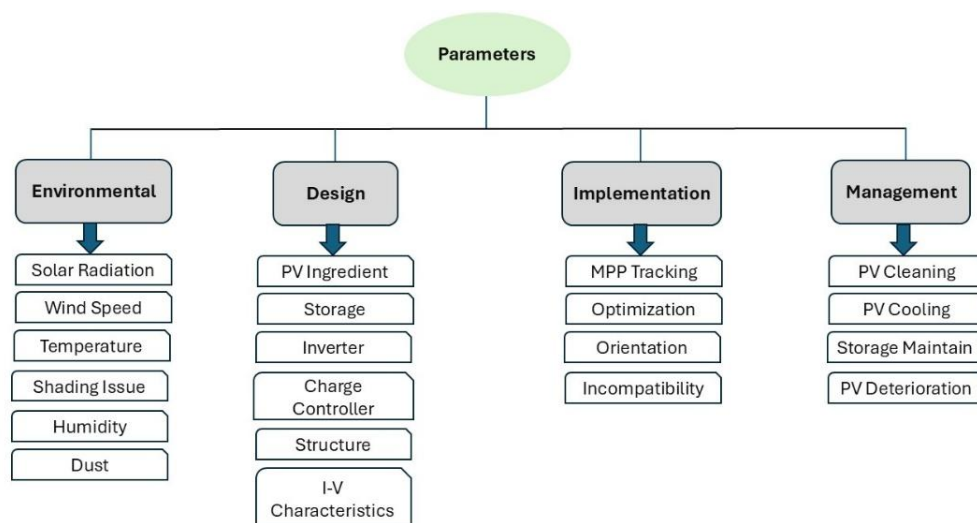 Parameters
Environmental
Solar Radiation
Wind Speed
Temperature
Shading Issue
Humidity
Dust
Design
PV Ingredient
Storage
Inverter
Charge
Controller
Structure
I-V
Characteristics
Implementation
MPP Tracking
Optimization
Orientation
Incompatibility
Management
PV Cleaning
PV Cooling
Storage Maintain
PV Deterioration